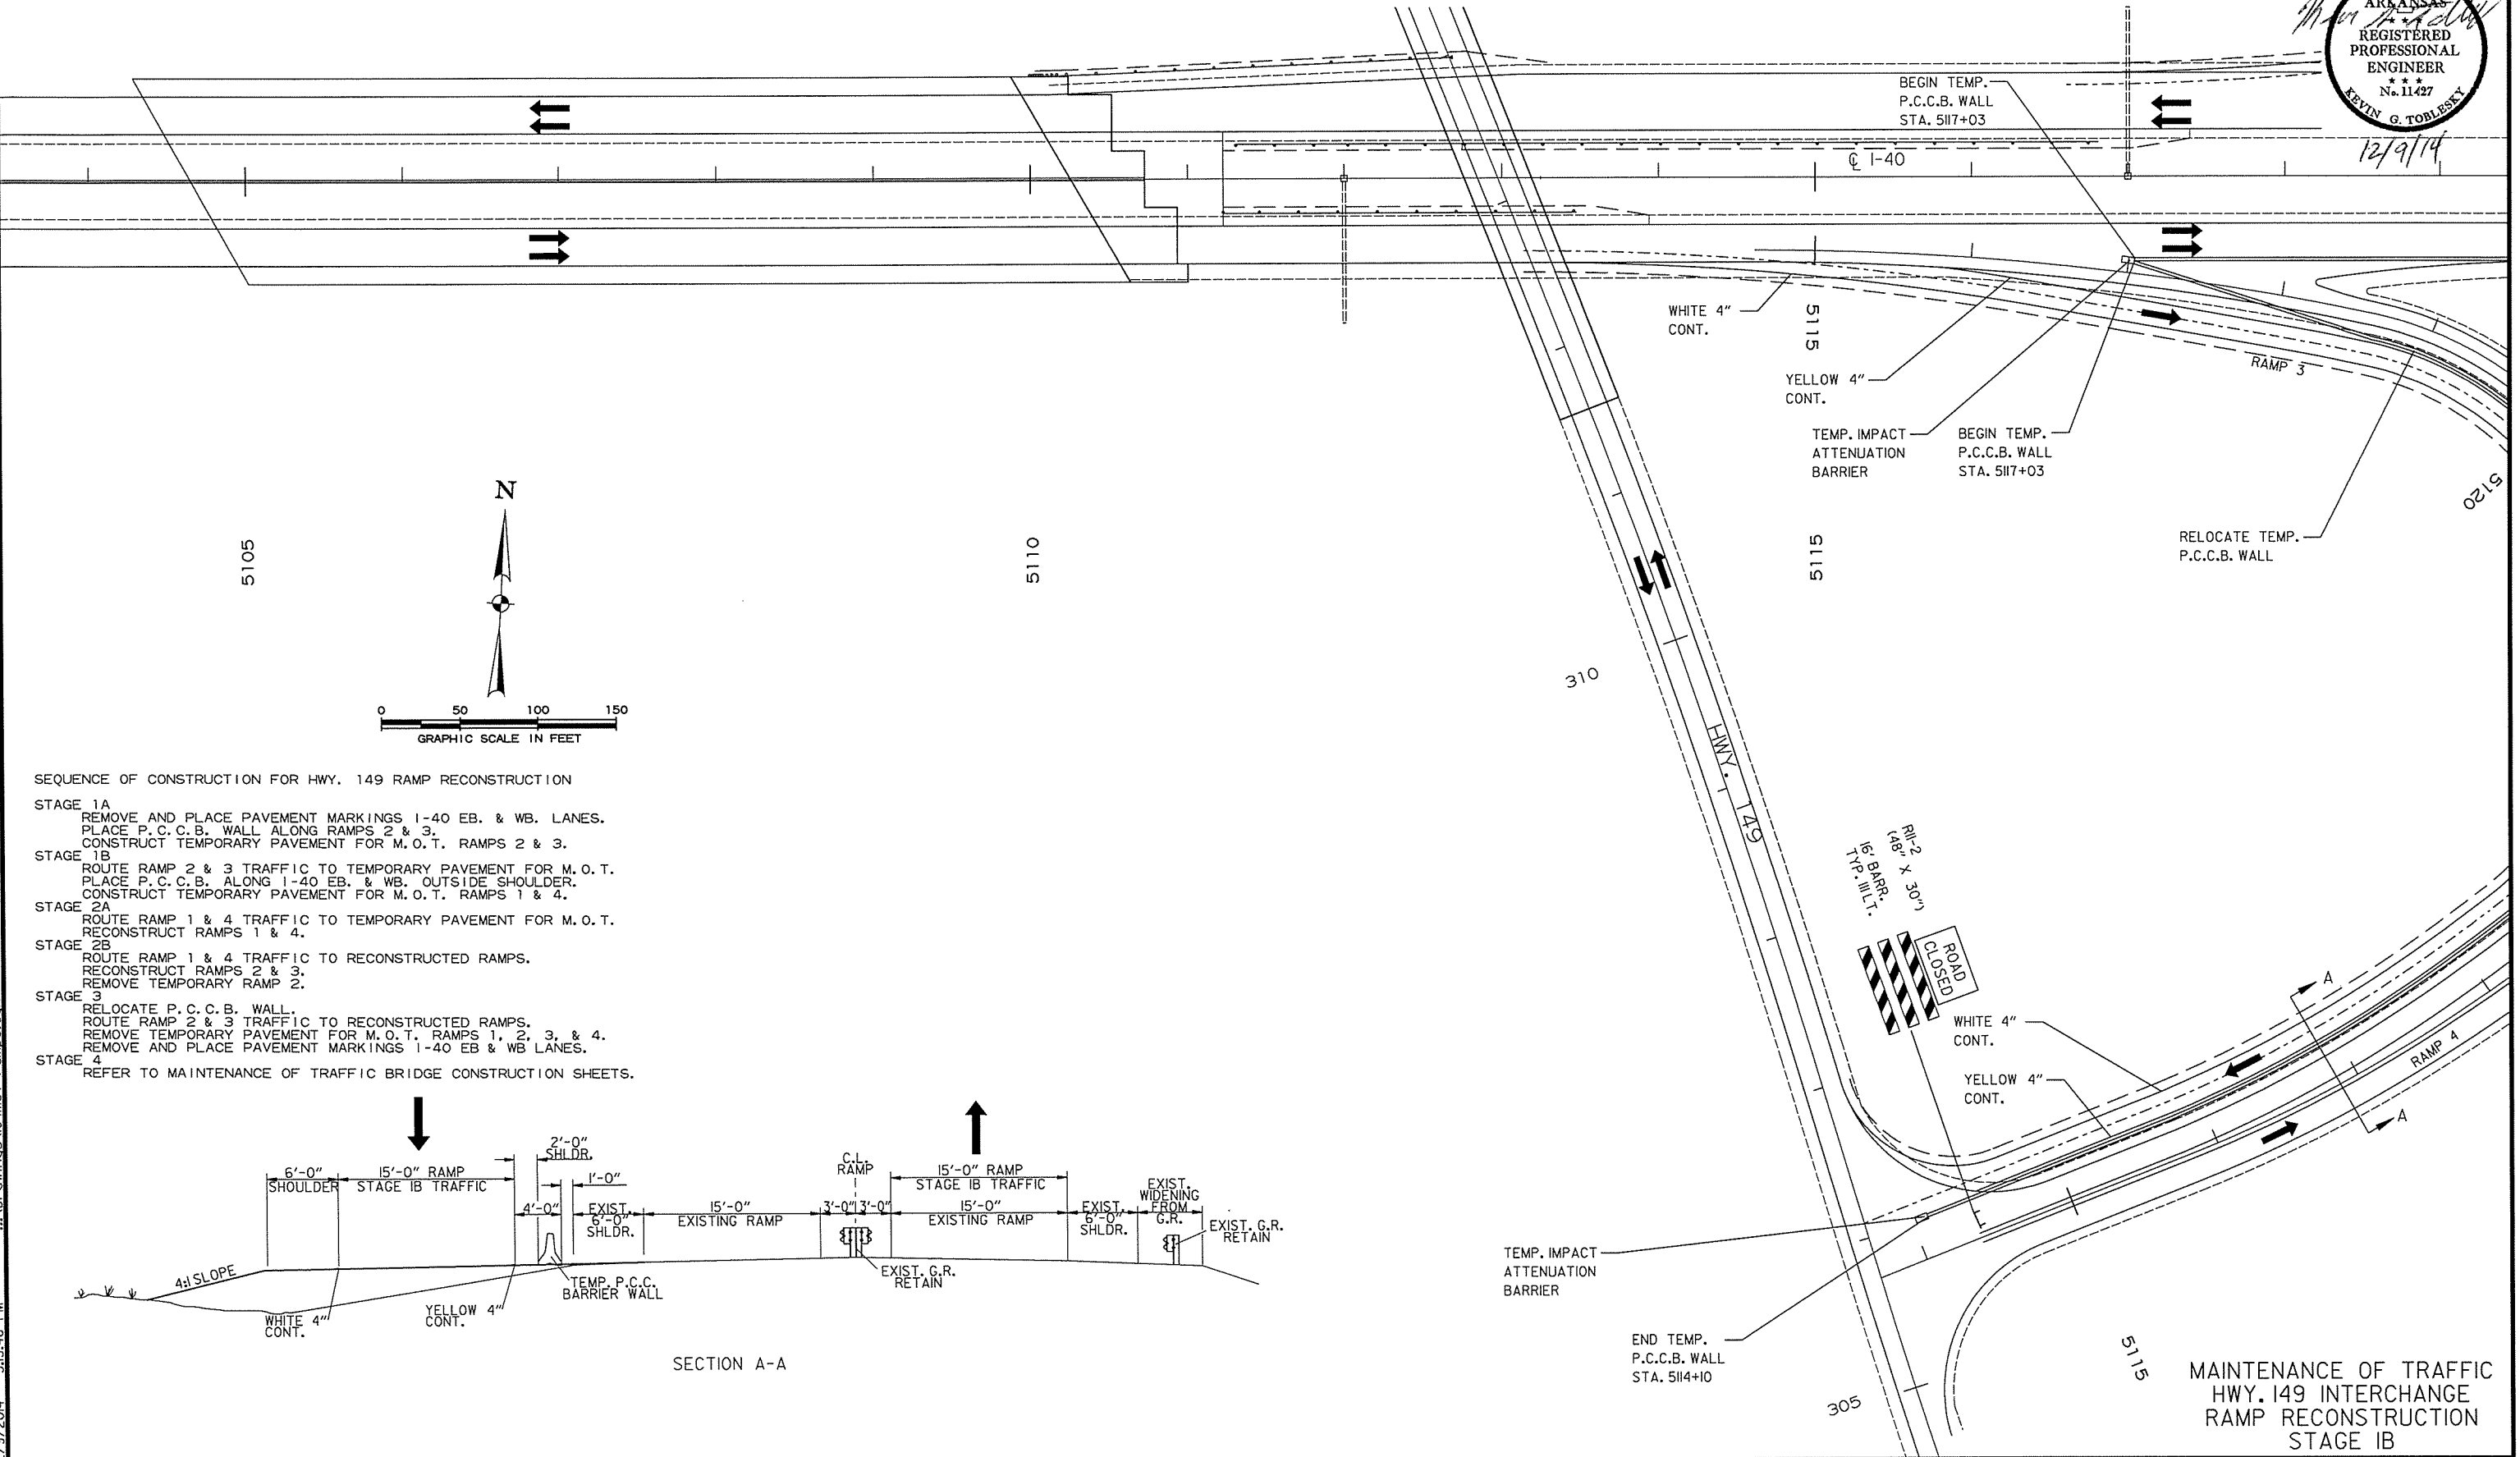 ARKANSAS
★ ★ ★
REGISTERED
PROFESSIONAL
ENGINEER
★ ★ ★
No. 11427
KEVIN G. TOBLESKY
12/9/14
BEGIN TEMP.
P.C.C.B. WALL
STA. 5117+03
℄ I-40
WHITE 4"
CONT.
5115
YELLOW 4"
CONT.
RAMP 3
TEMP. IMPACT
ATTENUATION
BARRIER
BEGIN TEMP.
P.C.C.B. WALL
STA. 5117+03
5120
RELOCATE TEMP.
P.C.C.B. WALL
N
5105
5110
5115
310
0 50 100 150
GRAPHIC SCALE IN FEET
HWY. 149
SEQUENCE OF CONSTRUCTION FOR HWY. 149 RAMP RECONSTRUCTION
STAGE 1A
REMOVE AND PLACE PAVEMENT MARKINGS I-40 EB. & WB. LANES.
PLACE P.C.C.B. WALL ALONG RAMPS 2 & 3.
CONSTRUCT TEMPORARY PAVEMENT FOR M.O.T. RAMPS 2 & 3.
STAGE 1B
ROUTE RAMP 2 & 3 TRAFFIC TO TEMPORARY PAVEMENT FOR M.O.T.
PLACE P.C.C.B. ALONG I-40 EB. & WB. OUTSIDE SHOULDER.
CONSTRUCT TEMPORARY PAVEMENT FOR M.O.T. RAMPS 1 & 4.
STAGE 2A
ROUTE RAMP 1 & 4 TRAFFIC TO TEMPORARY PAVEMENT FOR M.O.T.
RECONSTRUCT RAMPS 1 & 4.
STAGE 2B
ROUTE RAMP 1 & 4 TRAFFIC TO RECONSTRUCTED RAMPS.
RECONSTRUCT RAMPS 2 & 3.
REMOVE TEMPORARY RAMP 2.
STAGE 3
RELOCATE P.C.C.B. WALL.
ROUTE RAMP 2 & 3 TRAFFIC TO RECONSTRUCTED RAMPS.
REMOVE TEMPORARY PAVEMENT FOR M.O.T. RAMPS 1, 2, 3, & 4.
REMOVE AND PLACE PAVEMENT MARKINGS I-40 EB & WB LANES.
STAGE 4
REFER TO MAINTENANCE OF TRAFFIC BRIDGE CONSTRUCTION SHEETS.
R11-2
(48" X 30")
16' BARR.
TYP. III LT.
ROAD
CLOSED
WHITE 4"
CONT.
YELLOW 4"
CONT.
A
A
RAMP 4
6'-0"
SHOULDER
15'-0" RAMP
STAGE 1B TRAFFIC
2'-0"
SHLDR.
1'-0"
4'-0"
EXIST.
6'-0"
SHLDR.
15'-0"
EXISTING RAMP
C.L.
RAMP
3'-0" 3'-0"
15'-0" RAMP
STAGE 1B TRAFFIC
15'-0"
EXISTING RAMP
EXIST.
6'-0"
SHLDR.
EXIST.
WIDENING
FROM
G.R.
EXIST. G.R.
RETAIN
4:1 SLOPE
WHITE 4"
CONT.
YELLOW 4"
CONT.
TEMP. P.C.C.
BARRIER WALL
EXIST. G.R.
RETAIN
SECTION A-A
TEMP. IMPACT
ATTENUATION
BARRIER
END TEMP.
P.C.C.B. WALL
STA. 5114+10
305
5115
MAINTENANCE OF TRAFFIC
HWY. 149 INTERCHANGE
RAMP RECONSTRUCTION
STAGE 1B